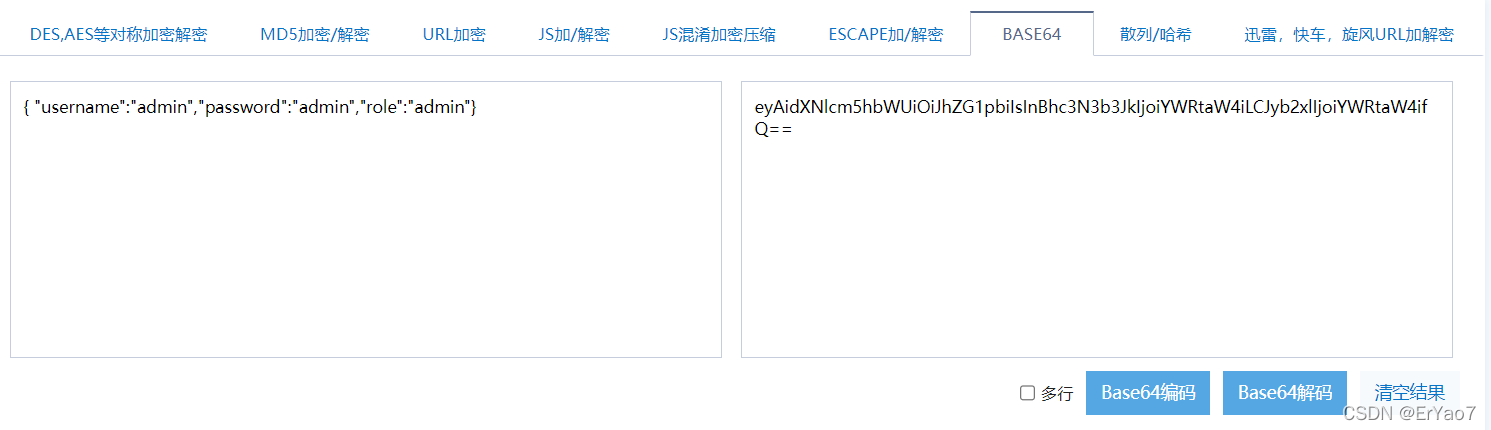 DES,AES等对称加密解密 MD5加密/解密 URL加密 JS加/解密 JS混淆加密压缩 ESCAPE加/解密 BASE64 散列/哈希 迅雷，快车，旋风URL加解密
{ "username":"admin","password":"admin","role":"admin"}
eyAidXNlcm5hbWUiOiJhZG1pbiIsInBhc3N3b3JkIjoiYWRtaW4iLCJyb2xlIjoiYWRtaW4if
Q==
多行 Base64编码 Base64解码 清空结果
CSDN @ErYao7